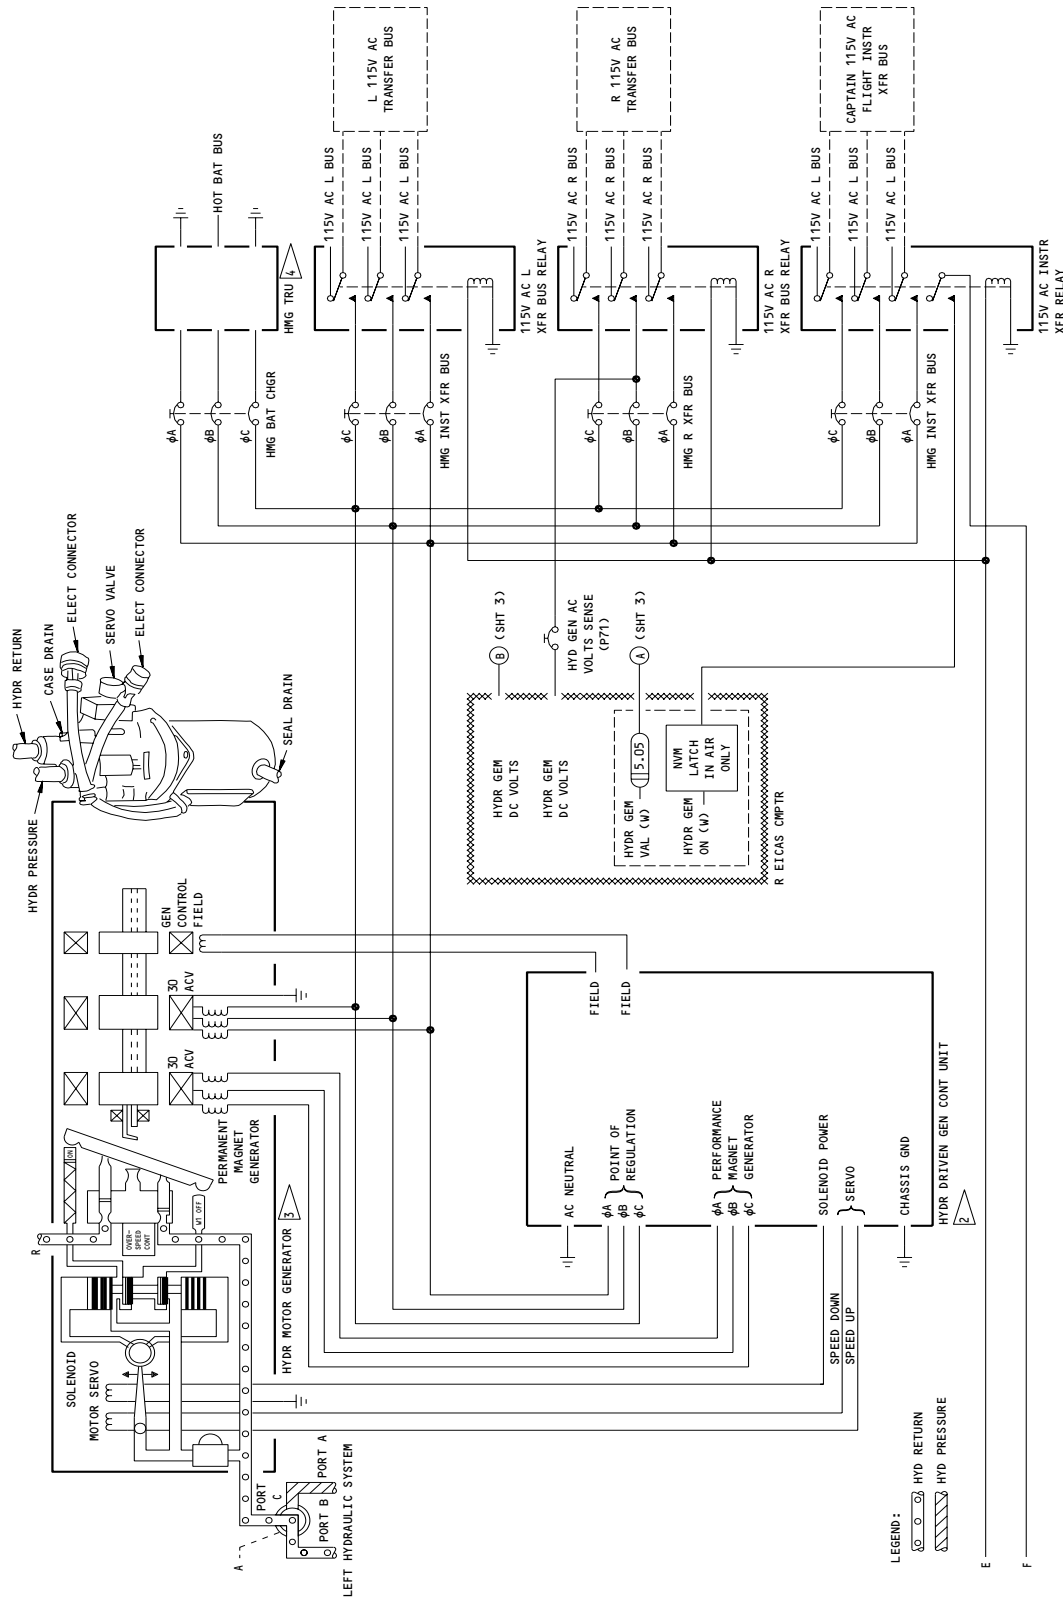 L 115V AC
TRANSFER BUS
R 115V AC
TRANSFER BUS
CAPTAIN 115V AC
FLIGHT INSTR
XFR BUS
HOT BAT BUS
115V AC L BUS
115V AC L BUS
115V AC L BUS
115V AC R BUS
115V AC R BUS
115V AC R BUS
115V AC L BUS
115V AC L BUS
115V AC L BUS
HMG TRU
4
115V AC L
XFR BUS RELAY
115V AC R
XFR BUS RELAY
115V AC INSTR
XFR RELAY
φA
φB
φC
HMG BAT CHGR
φC
φB
φA
HMG INST XFR BUS
φC
φB
φA
HMG R XFR BUS
φC
φB
φA
HMG INST XFR BUS
HYDR PRESSURE
HYDR RETURN
CASE DRAIN
ELECT CONNECTOR
SERVO VALVE
ELECT CONNECTOR
SEAL DRAIN
B (SHT 3)
HYD GEN AC
VOLTS SENSE
(P71)
A (SHT 3)
HYDR GEM
DC VOLTS
HYDR GEM
DC VOLTS
5.05
HYDR GEM
VAL (W)
NVM
LATCH
IN AIR
ONLY
HYDR GEM
ON (W)
R EICAS CMPTR
GEN
CONTROL
FIELD
30
ACV
30
ACV
PERMANENT
MAGNET
GENERATOR
ON
W1 OFF
OVER-
SPEED
CONT
R
SOLENOID
MOTOR SERVO
HYDR MOTOR GENERATOR
3
FIELD
FIELD
AC NEUTRAL
φA
φB
φC
POINT OF
REGULATION
φA
φB
φC
PERFORMANCE
MAGNET
GENERATOR
SOLENOID POWER
SERVO
CHASSIS GND
HYDR DRIVEN GEN CONT UNIT
2
SPEED DOWN
SPEED UP
PORT
C
PORT A
PORT B
A
LEFT HYDRAULIC SYSTEM
LEGEND:
HYD RETURN
HYD PRESSURE
E
F